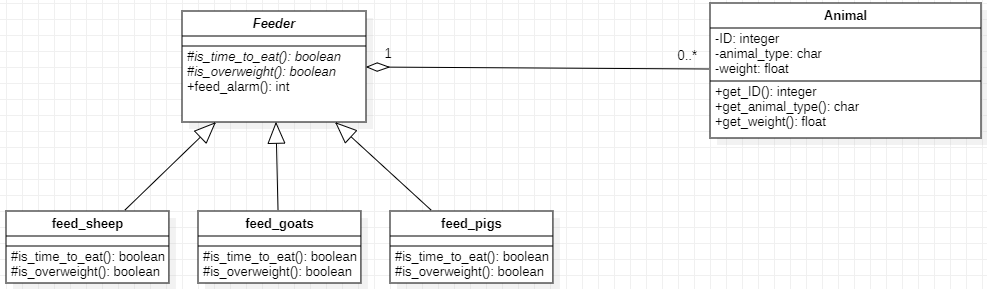 Feeder
#is_time_to_eat(): boolean
#is_overweight(): boolean
+feed_alarm(): int
1
0..*
Animal
-ID: integer
-animal_type: char
-weight: float
+get_ID(): integer
+get_animal_type(): char
+get_weight(): float
feed_sheep
#is_time_to_eat(): boolean
#is_overweight(): boolean
feed_goats
#is_time_to_eat(): boolean
#is_overweight(): boolean
feed_pigs
#is_time_to_eat(): boolean
#is_overweight(): boolean